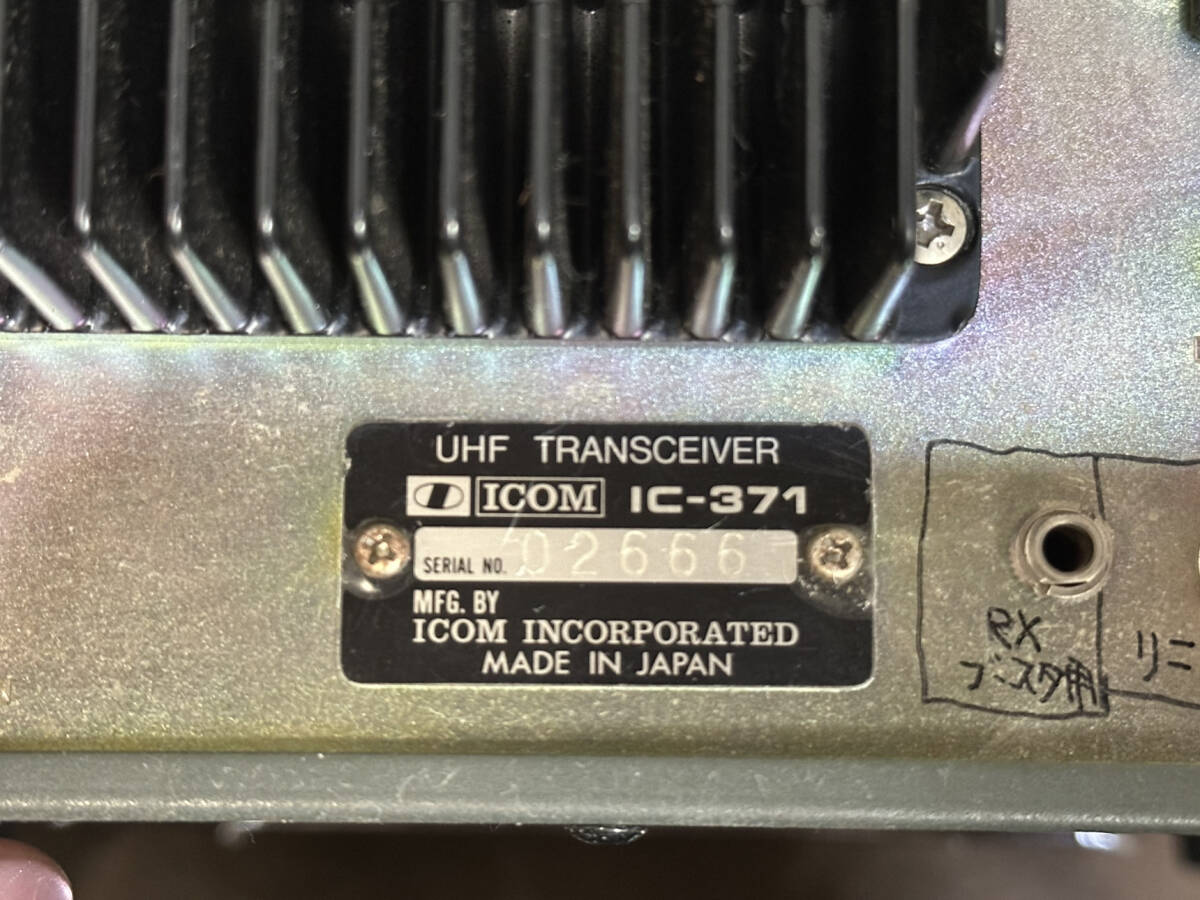 UHF TRANSCEIVER
ICOM IC-371
SERIAL NO. 02666
MFG. BY
ICOM INCORPORATED
MADE IN JAPAN
RX
ブースタ用
リニ